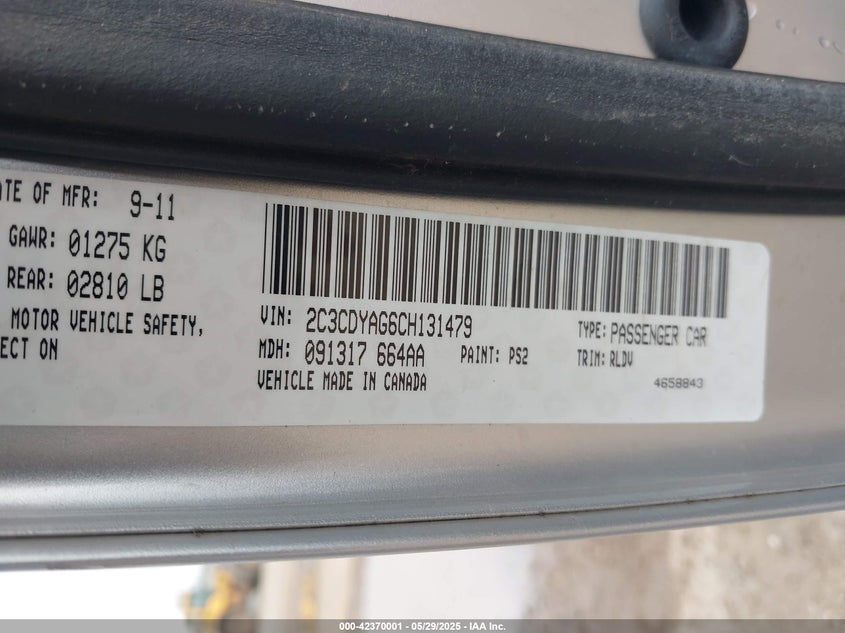 ATE OF MFR: 9-11
GAWR: 01275 KG
REAR: 02810 LB
MOTOR VEHICLE SAFETY,
ECT ON
VIN: 2C3CDYAG6CH131479
TYPE: PASSENGER CAR
MDH: 091317 664AA PAINT: PS2
TRIM: RLDV
VEHICLE MADE IN CANADA
4658843
000-42370001 - 05/29/2025 - IAA Inc.